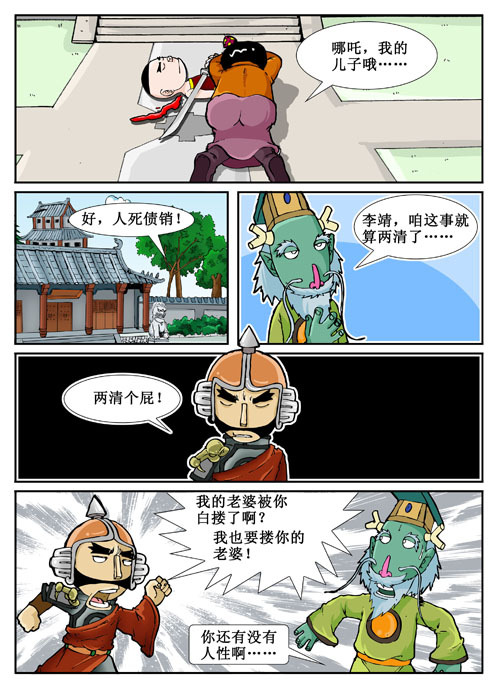 哪吒，我的
儿子哦……
好，人死债销！
李靖，咱这事就
算两清了……
两清个屁！
我的老婆被你
白搂了啊？
我也要搂你的
老婆！
你还有没有
人性啊……